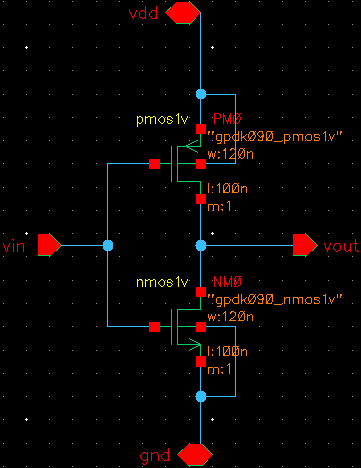 vdd
pmos1v
PM0
"gpdk090_pmos1v"
w:120n
l:100n
m:1
vin
vout
nmos1v
NM0
"gpdk090_nmos1v"
w:120n
l:100n
m:1
gnd